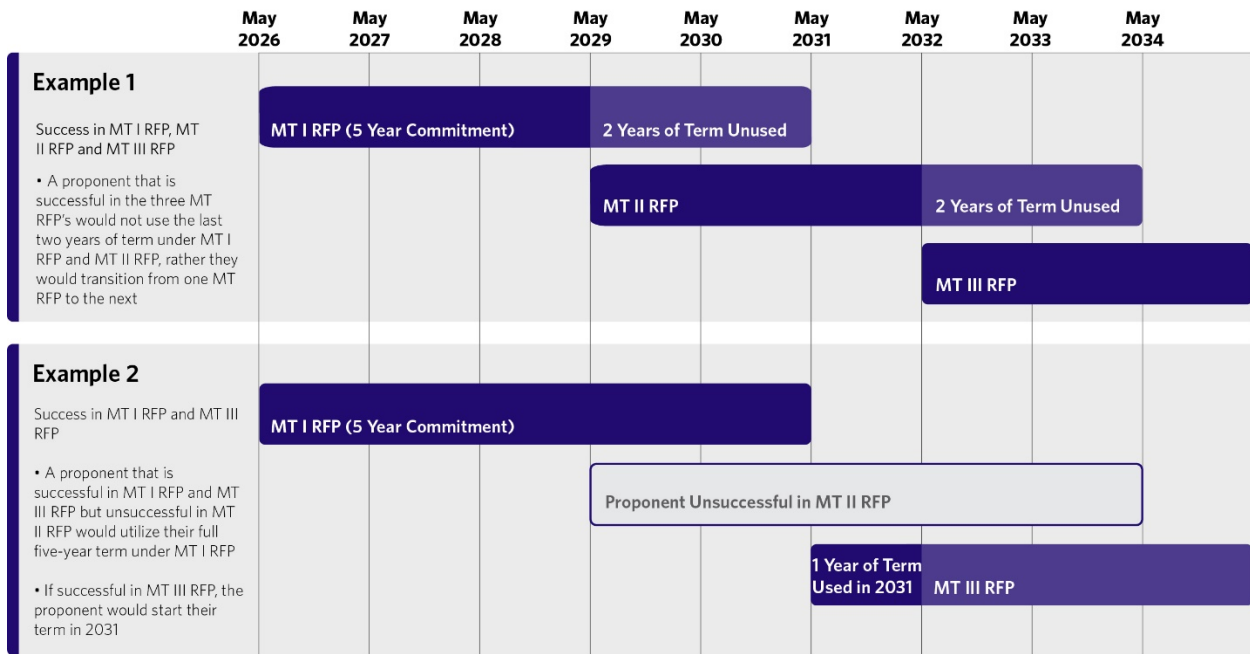 May 2026
May 2027
May 2028
May 2029
May 2030
May 2031
May 2032
May 2033
May 2034
Example 1
Success in MT I RFP, MT
II RFP and MT III RFP
• A proponent that is
successful in the three MT
RFP's would not use the last
two years of term under MT I
RFP and MT II RFP, rather they
would transition from one MT
RFP to the next
MT I RFP (5 Year Commitment)
2 Years of Term Unused
MT II RFP
2 Years of Term Unused
MT III RFP
Example 2
Success in MT I RFP and MT III
RFP
• A proponent that is
successful in MT I RFP and MT
III RFP but unsuccessful in MT
II RFP would utilize their full
five-year term under MT I RFP
• If successful in MT III RFP, the
proponent would start their
term in 2031
MT I RFP (5 Year Commitment)
Proponent Unsuccessful in MT II RFP
1 Year of Term
Used in 2031
MT III RFP